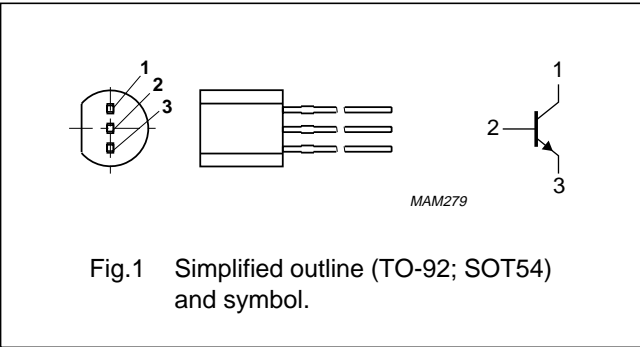 1
2
3
1
2
3
MAM279
Fig.1 Simplified outline (TO-92; SOT54)
and symbol.